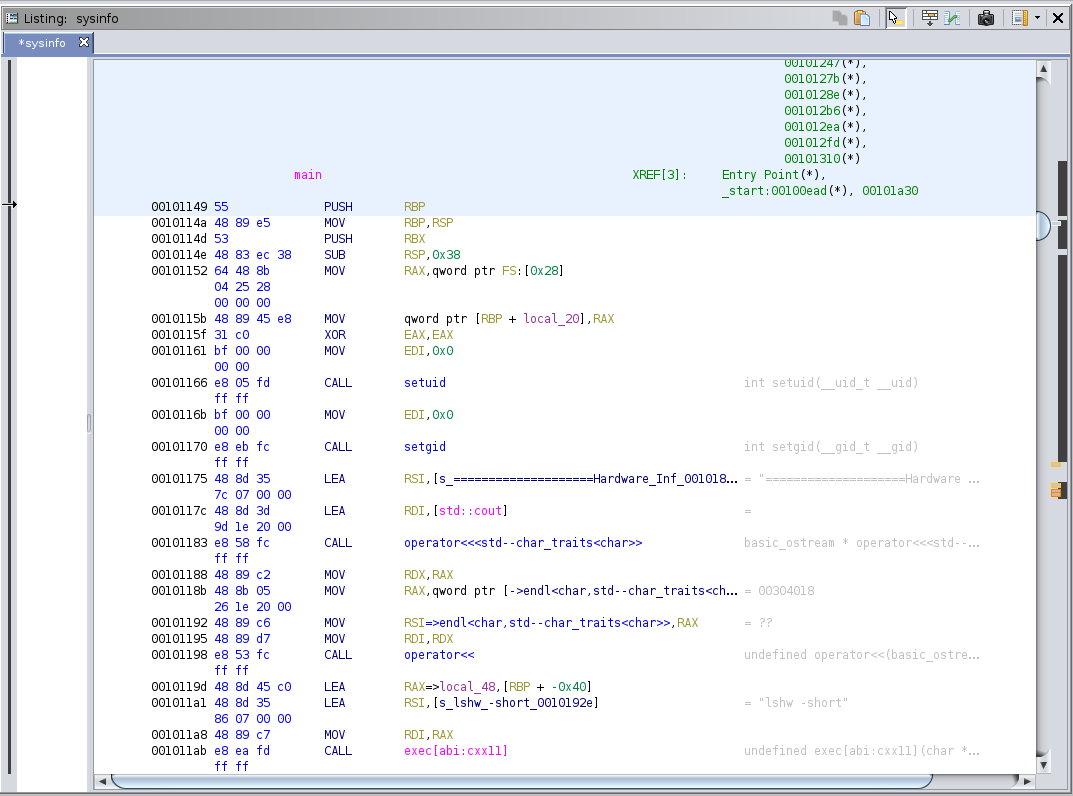 Listing: sysinfo
*sysinfo
00101247(*),
0010127b(*),
0010128e(*),
001012b6(*),
001012ea(*),
001012fd(*),
00101310(*)
main XREF[3]: Entry Point(*),
_start:00100ead(*), 00101a30
00101149 55 PUSH RBP
0010114a 48 89 e5 MOV RBP,RSP
0010114d 53 PUSH RBX
0010114e 48 83 ec 38 SUB RSP,0x38
00101152 64 48 8b MOV RAX,qword ptr FS:[0x28]
04 25 28
00 00 00
0010115b 48 89 45 e8 MOV qword ptr [RBP + local_20],RAX
0010115f 31 c0 XOR EAX,EAX
00101161 bf 00 00 MOV EDI,0x0
00 00
00101166 e8 05 fd CALL setuid int setuid(__uid_t __uid)
ff ff
0010116b bf 00 00 MOV EDI,0x0
00 00
00101170 e8 eb fc CALL setgid int setgid(__gid_t __gid)
ff ff
00101175 48 8d 35 LEA RSI,[s_====================Hardware_Inf_001018... = "====================Hardware ...
7c 07 00 00
0010117c 48 8d 3d LEA RDI,[std::cout] =
9d 1e 20 00
00101183 e8 58 fc CALL operator<<<std--char_traits<char>> basic_ostream * operator<<<std--...
ff ff
00101188 48 89 c2 MOV RDX,RAX
0010118b 48 8b 05 MOV RAX,qword ptr [->endl<char,std--char_traits<ch... = 00304018
26 1e 20 00
00101192 48 89 c6 MOV RSI=>endl<char,std--char_traits<char>>,RAX = ??
00101195 48 89 d7 MOV RDI,RDX
00101198 e8 53 fc CALL operator<< undefined operator<<(basic_ostre...
ff ff
0010119d 48 8d 45 c0 LEA RAX=>local_48,[RBP + -0x40]
001011a1 48 8d 35 LEA RSI,[s_lshw_-short_0010192e] = "lshw -short"
86 07 00 00
001011a8 48 89 c7 MOV RDI,RAX
001011ab e8 ea fd CALL exec[abi:cxx11] undefined exec[abi:cxx11](char *...
ff ff